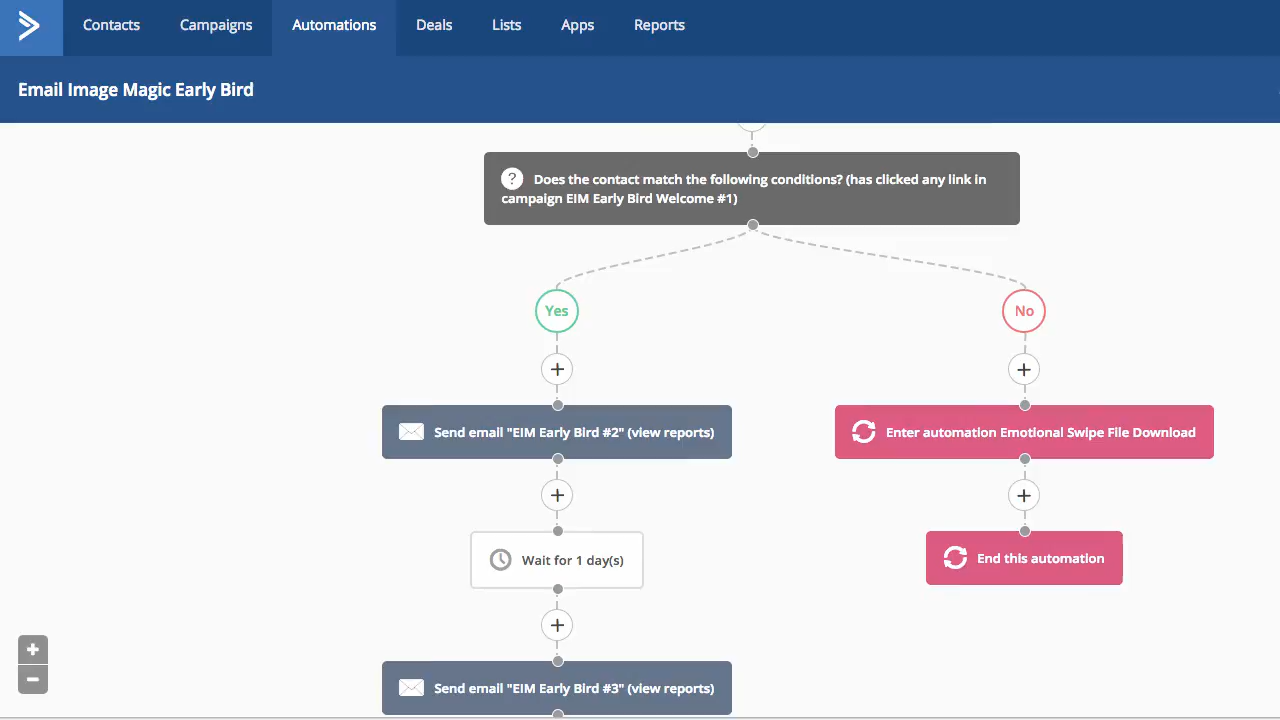 Contacts Campaigns Automations Deals Lists Apps Reports
Email Image Magic Early Bird
? Does the contact match the following conditions? (has clicked any link in
campaign EIM Early Bird Welcome #1)
Yes No
+ +
Send email "EIM Early Bird #2" (view reports) Enter automation Emotional Swipe File Download
+ +
Wait for 1 day(s) End this automation
+
Send email "EIM Early Bird #3" (view reports)
+
−